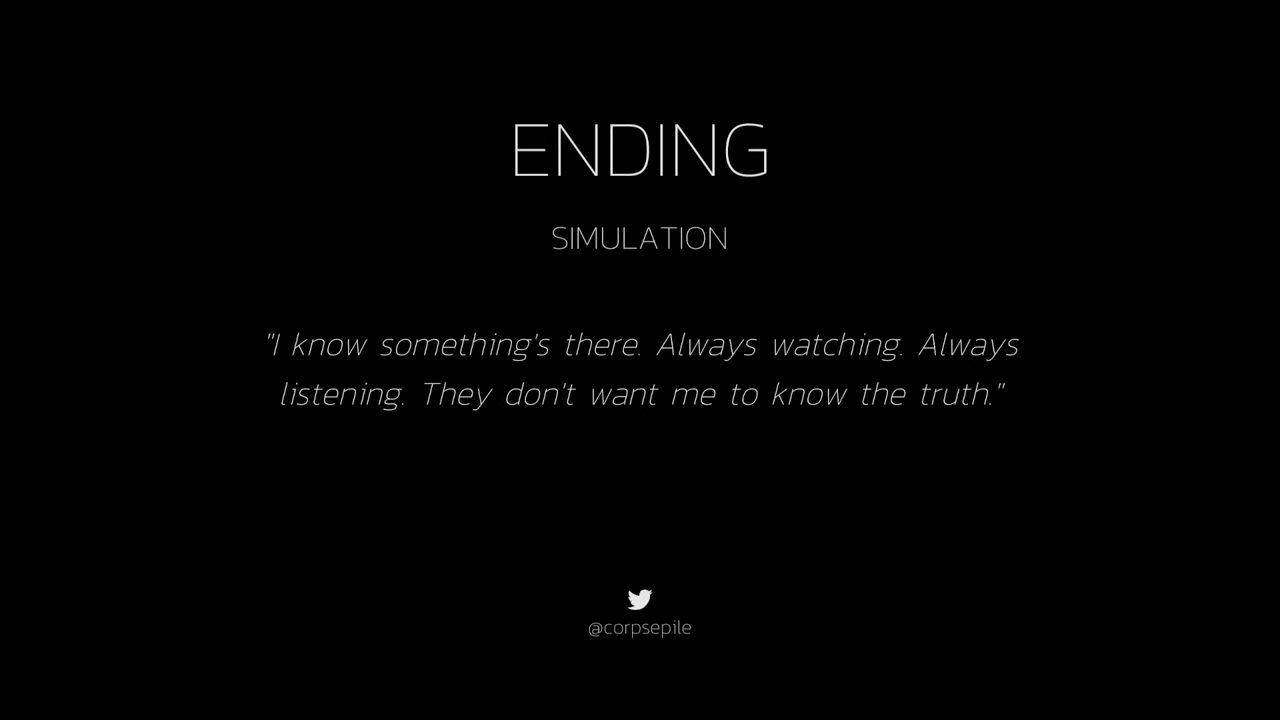 ENDING
SIMULATION
"I know something's there. Always watching. Always
listening. They don't want me to know the truth."
@corpsepile